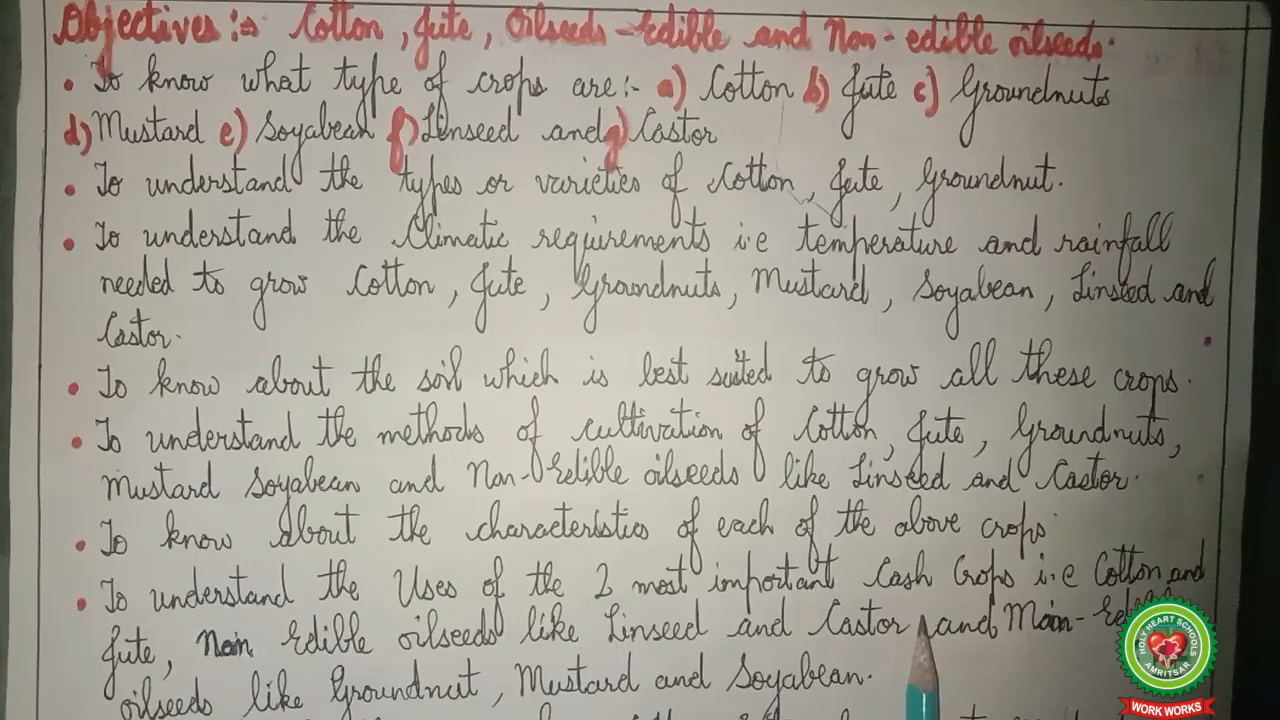 Objectives :- Cotton, Jute, Oilseeds - Edible and Non-edible oilseeds.
• To know what type of crops are :- a) Cotton b) Jute c) Groundnuts
d) Mustard e) Soyabean f) Linseed and g) Castor
• To understand the types or varieties of Cotton, Jute, Groundnut.
• To understand the Climatic requirements i.e temperature and rainfall
needed to grow Cotton, Jute, Groundnuts, Mustard, Soyabean, Linseed and
Castor.
• To know about the soil which is best suited to grow all these crops.
• To understand the methods of cultivation of Cotton, Jute, Groundnuts,
Mustard Soyabean and Non-Edible oilseeds like Linseed and Castor.
• To know about the characteristics of each of the above crops.
• To understand the Uses of the 2 most important Cash Crops i.e Cotton and
Jute, Non Edible oilseeds like Linseed and Castor and Main-
oilseeds like Groundnut, Mustard and Soyabean.
HOLY HEART SCHOOLS
AMRITSAR
WORK WORKS